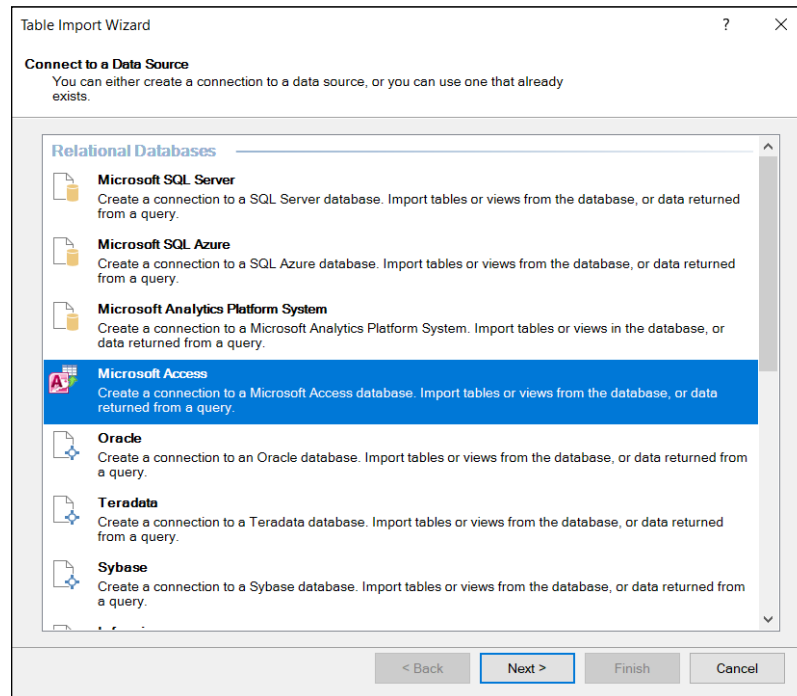 Table Import Wizard
?
Connect to a Data Source
You can either create a connection to a data source, or you can use one that already
exists.
Relational Databases
Microsoft SQL Server
Create a connection to a SQL Server database. Import tables or views from the database, or data returned
from a query.
Microsoft SQL Azure
Create a connection to a SQL Azure database. Import tables or views from the database, or data returned
from a query.
Microsoft Analytics Platform System
Create a connection to a Microsoft Analytics Platform System. Import tables or views in the database, or
data returned from a query.
Microsoft Access
Create a connection to a Microsoft Access database. Import tables or views from the database, or data
returned from a query.
Oracle
Create a connection to an Oracle database. Import tables or views from the database, or data returned from
a query.
Teradata
Create a connection to a Teradata database. Import tables or views from the database, or data returned
from a query.
Sybase
Create a connection to a Sybase database. Import tables or views from the database, or data returned from
a query.
< Back Next > Finish Cancel